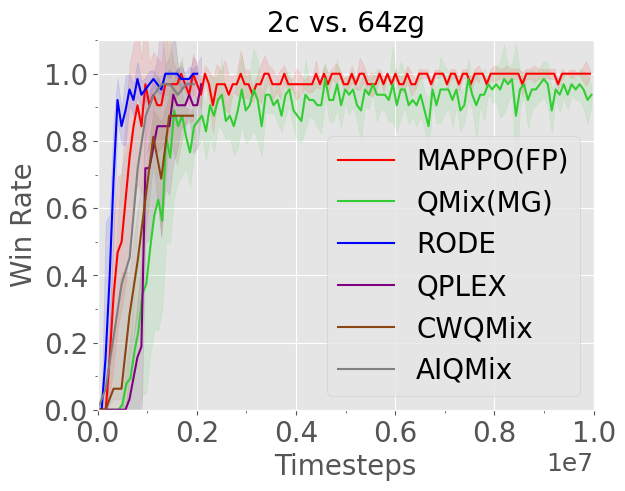 2c vs. 64zg
Win Rate
1.0
0.8
0.6
0.4
0.2
0.0
MAPPO(FP)
QMix(MG)
RODE
QPLEX
CWQMix
AIQMix
0.0 0.2 0.4 0.6 0.8 1.0
Timesteps
1e7